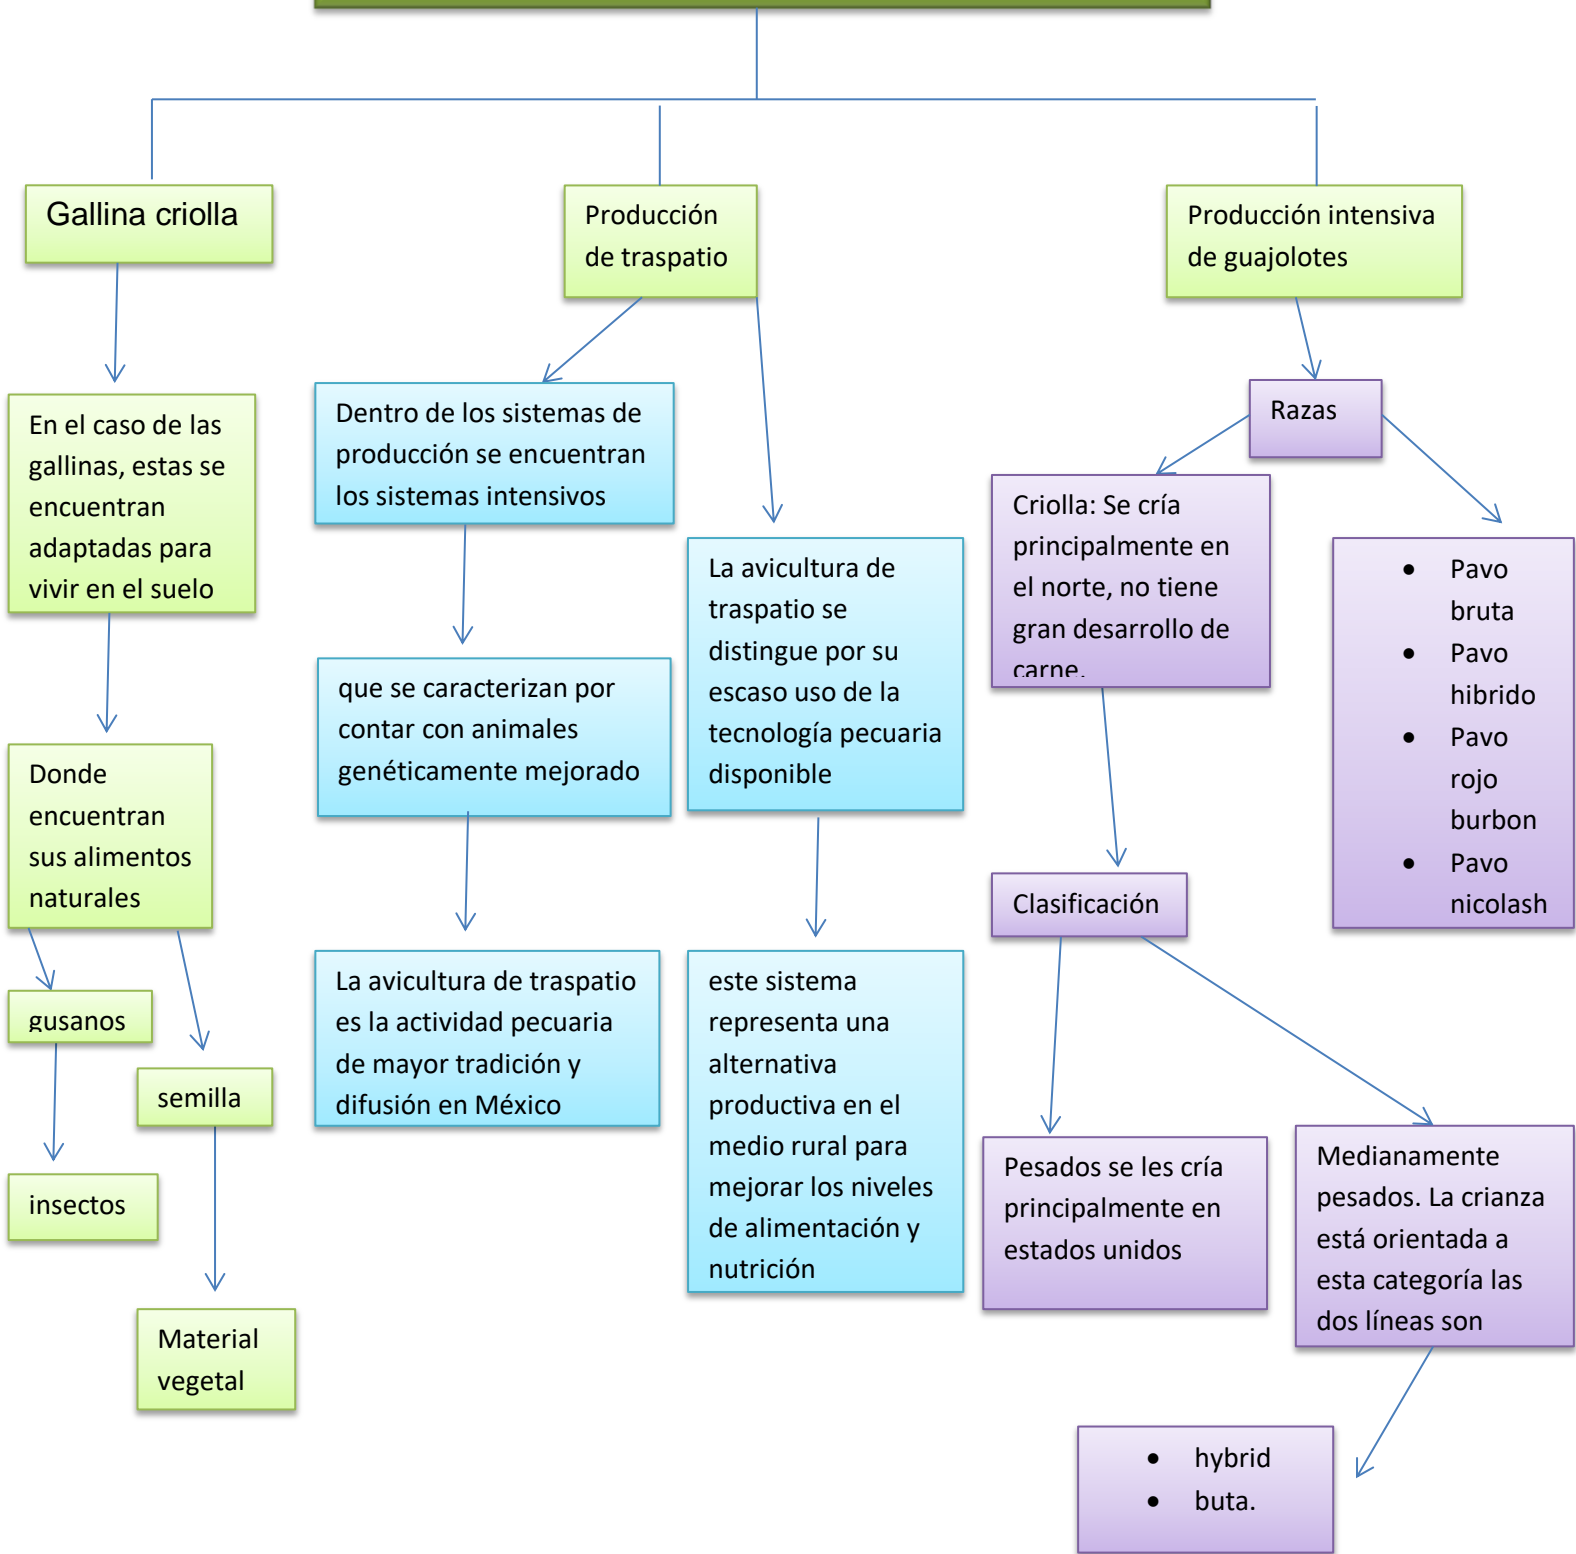 Gallina criolla
Producción
de traspatio
Producción intensiva
de guajolotes
En el caso de las
gallinas, estas se
encuentran
adaptadas para
vivir en el suelo
Donde
encuentran
sus alimentos
naturales
gusanos
semilla
insectos
Material
vegetal
Dentro de los sistemas de
producción se encuentran
los sistemas intensivos
que se caracterizan por
contar con animales
genéticamente mejorado
La avicultura de traspatio
es la actividad pecuaria
de mayor tradición y
difusión en México
La avicultura de
traspatio se
distingue por su
escaso uso de la
tecnología pecuaria
disponible
este sistema
representa una
alternativa
productiva en el
medio rural para
mejorar los niveles
de alimentación y
nutrición
Razas
Criolla: Se cría
principalmente en
el norte, no tiene
gran desarrollo de
carne.
• Pavo
bruta
• Pavo
hibrido
• Pavo
rojo
burbon
• Pavo
nicolash
Clasificación
Pesados se les cría
principalmente en
estados unidos
Medianamente
pesados. La crianza
está orientada a
esta categoría las
dos líneas son
• hybrid
• buta.